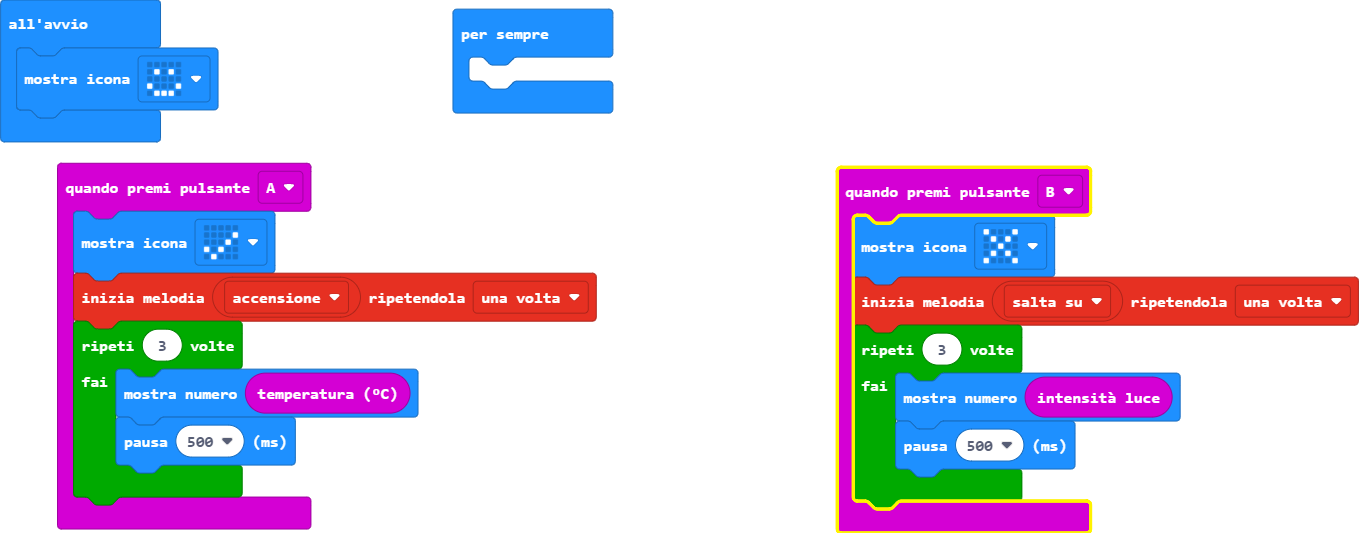 all'avvio
mostra icona
per sempre
quando premi pulsante A
mostra icona
inizia melodia accensione ripetendola una volta
ripeti 3 volte
fai
mostra numero temperatura (°C)
pausa 500 (ms)
quando premi pulsante B
mostra icona
inizia melodia salta su ripetendola una volta
ripeti 3 volte
fai
mostra numero intensità luce
pausa 500 (ms)